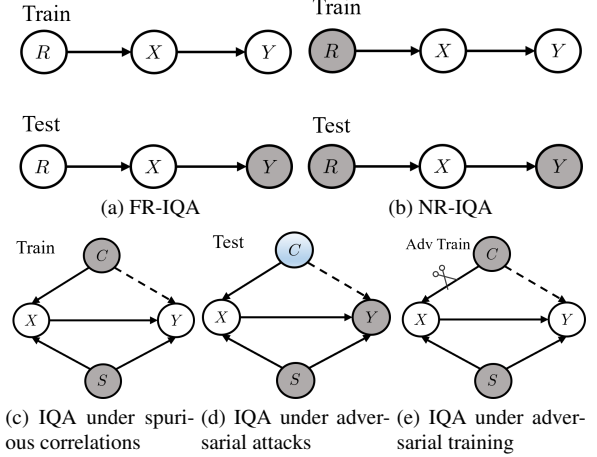 Train
Train
R X Y
R X Y
Test
Test
R X Y
R X Y
(a) FR-IQA
(b) NR-IQA
Train
C
X Y
S
Test
C
X Y
S
Adv Train
C
X Y
S
(c) IQA under spuri-
ous correlations
(d) IQA under adver-
sarial attacks
(e) IQA under adver-
sarial training